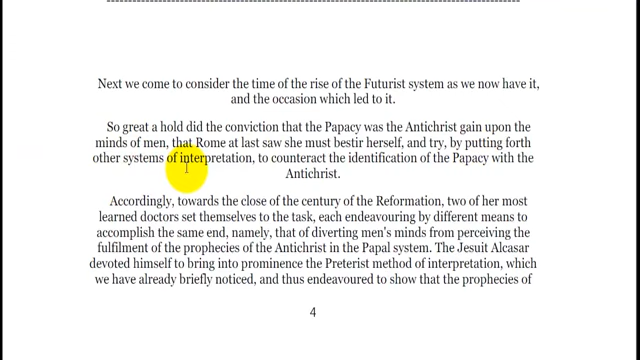 Next we come to consider the time of the rise of the Futurist system as we now have it,
and the occasion which led to it.
So great a hold did the conviction that the Papacy was the Antichrist gain upon the
minds of men, that Rome at last saw she must bestir herself, and try, by putting forth
other systems of interpretation, to counteract the identification of the Papacy with the
Antichrist.
Accordingly, towards the close of the century of the Reformation, two of her most
learned doctors set themselves to the task, each endeavouring by different means to
accomplish the same end, namely, that of diverting men's minds from perceiving the
fulfilment of the prophecies of the Antichrist in the Papal system. The Jesuit Alcasar
devoted himself to bring into prominence the Preterist method of interpretation, which
we have already briefly noticed, and thus endeavoured to show that the prophecies of
4